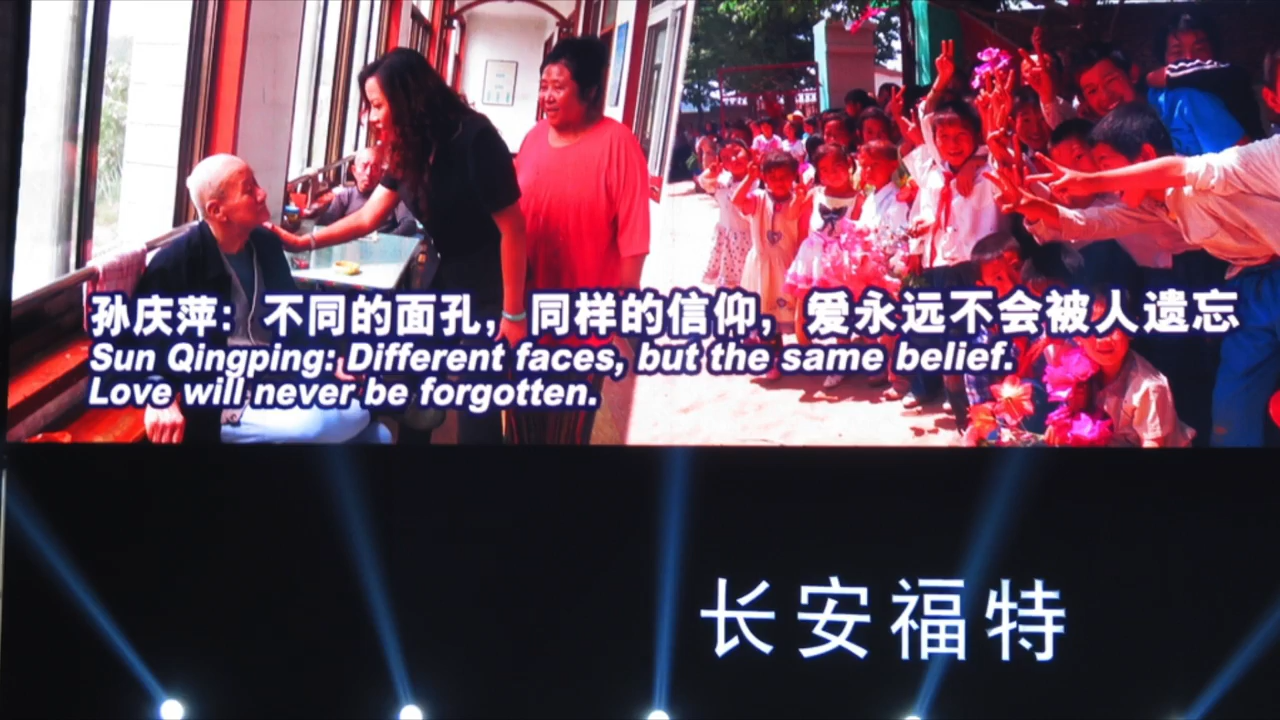 孙庆萍：不同的面孔，同样的信仰，爱永远不会被人遗忘
Sun Qingping: Different faces, but the same belief.
Love will never be forgotten.
长安福特